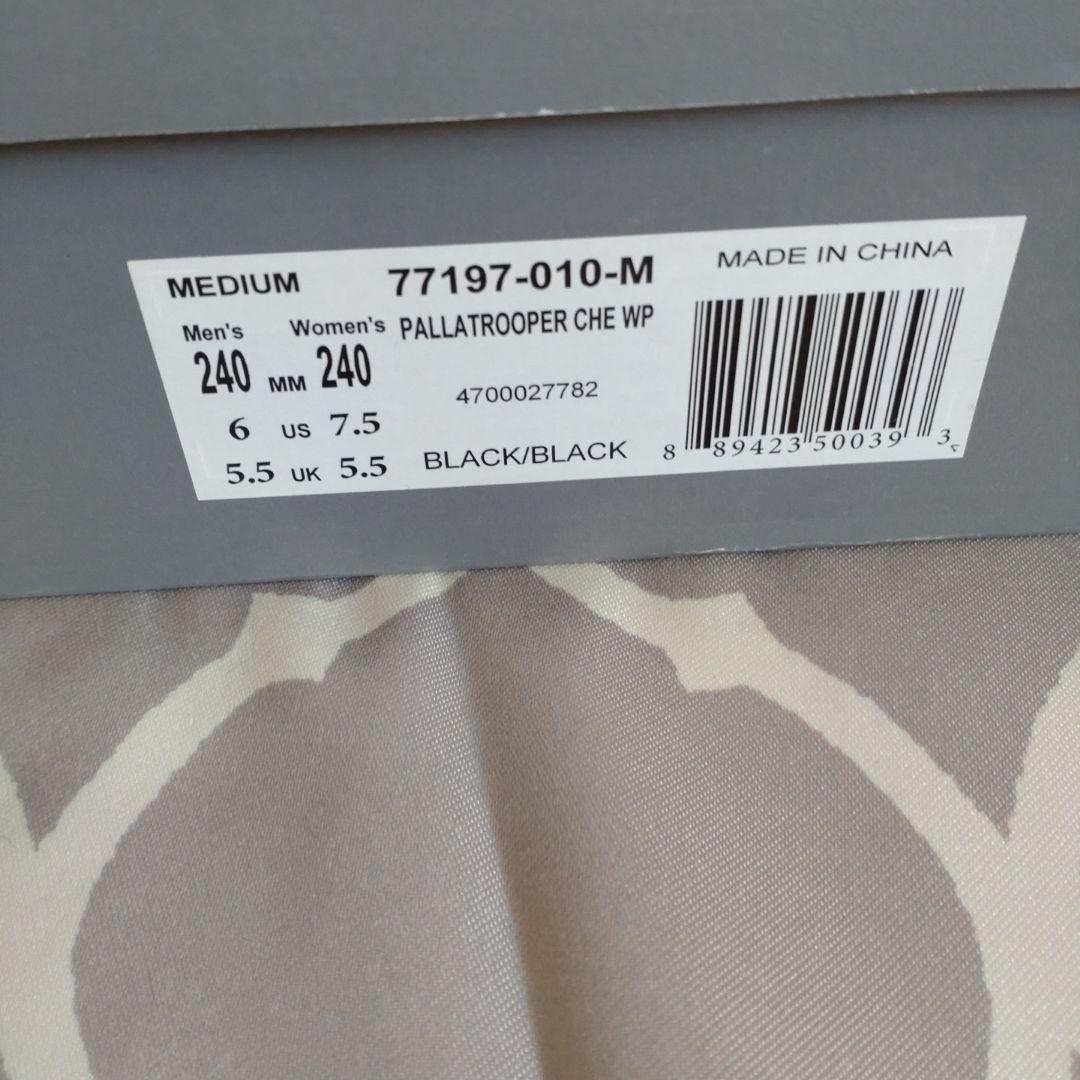 MEDIUM 77197-010-M MADE IN CHINA
Men's Women's PALLATROOPER CHE WP
240 MM 240
4700027782
6 US 7.5
5.5 UK 5.5 BLACK/BLACK
8 89423 50039 3